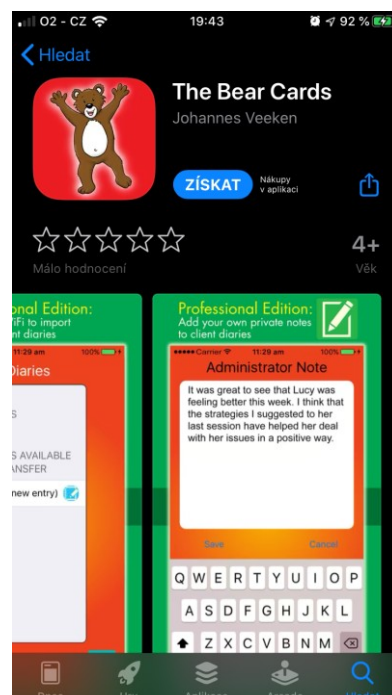 O2 - CZ
19:43
92 %
Hledat
The Bear Cards
Johannes Veeken
ZÍSKAT
Nákupy
v aplikaci
Málo hodnocení
4+
Věk
onal Edition:
iFi to import
nt diaries
11:29 am
100%
Diaries
S
S AVAILABLE
ANSFER
new entry)
Professional Edition:
Add your own private notes
to client diaries
Carrier
11:29 am
100%
Administrator Note
It was great to see that Lucy was
feeling better this week. I think that
the strategies I suggested to her
last session have helped her deal
with her issues in a positive way.
Save
Cancel
Q W E R T Y U I O P
A S D F G H J K L
Z X C V B N M